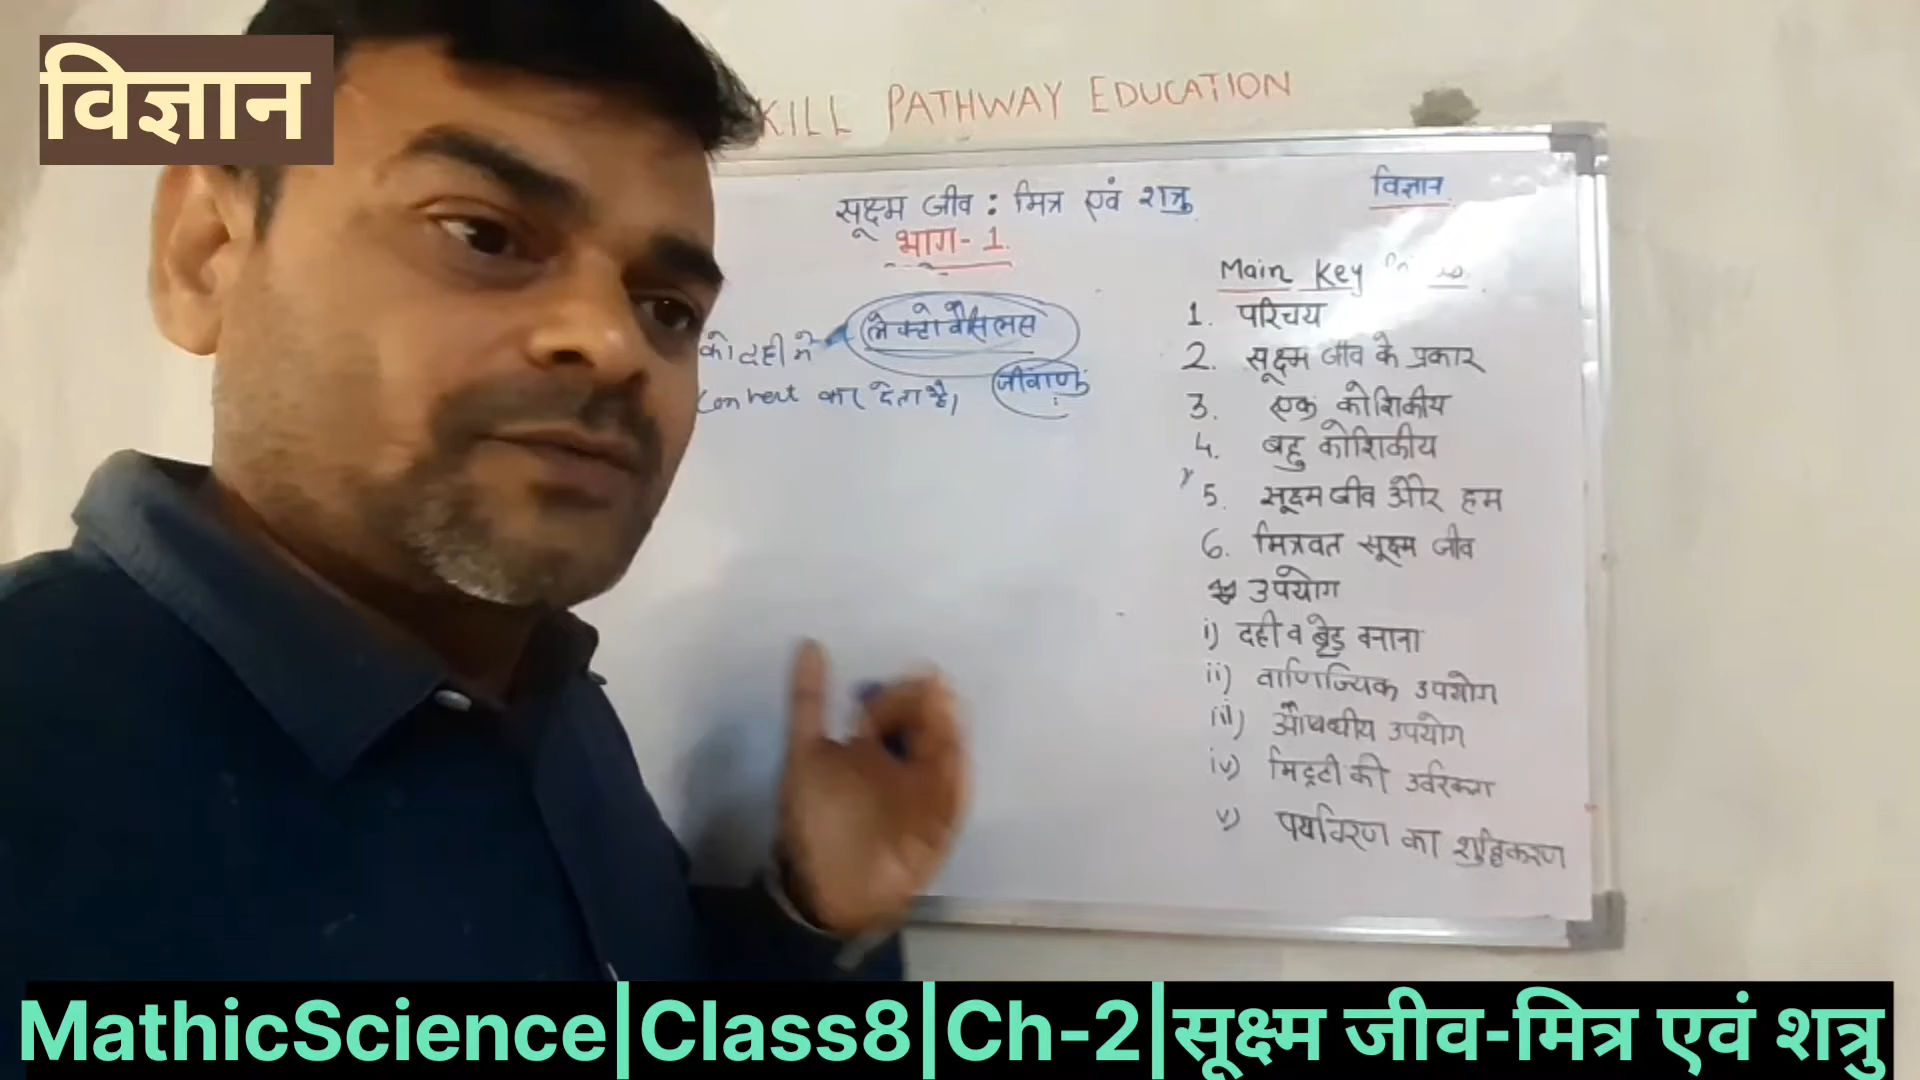 विज्ञान
KILL PATHWAY EDUCATION
सूक्ष्म जीव : मित्र एवं शत्रु
भाग - 1.
विज्ञान
को दही में लेक्टो बैसिलस
convert कर देता है। जीवाणु
Main Key
1. परिचय
2. सूक्ष्म जीव के प्रकार
3. एक कोशिकीय
4. बहु कोशिकीय
5. सूक्ष्म जीव और हम
6. मित्रवत सूक्ष्म जीव
उपयोग
i) दही व ब्रेड बनाना
ii) वाणिज्यिक उपयोग
iii) औषधीय उपयोग
iv) मिट्टी की उर्वरकता
v) पर्यावरण का शुद्धिकरण
MathicScience|Class8|Ch-2|सूक्ष्म जीव-मित्र एवं शत्रु